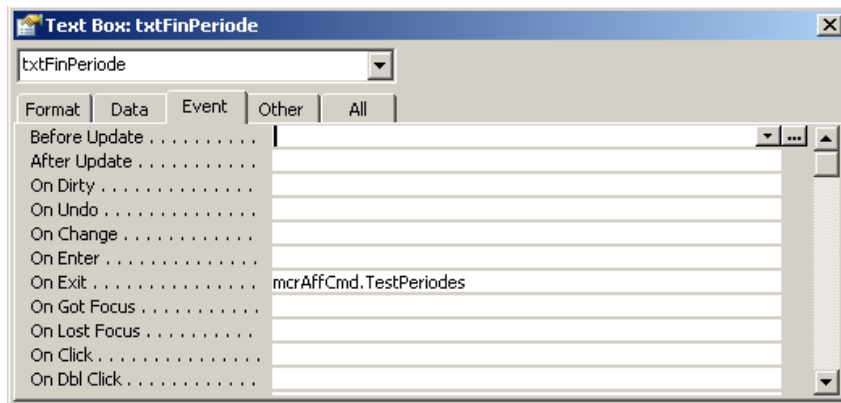 Text Box: txtFinPeriode
txtFinPeriode
Format Data Event Other All
Before Update . . . . . . . . . . ...
After Update . . . . . . . . . . .
On Dirty . . . . . . . . . . . . . .
On Undo . . . . . . . . . . . . .
On Change . . . . . . . . . . . .
On Enter . . . . . . . . . . . . . .
On Exit . . . . . . . . . . . . . . . mcrAffCmd.TestPeriodes
On Got Focus . . . . . . . . . . .
On Lost Focus . . . . . . . . . .
On Click . . . . . . . . . . . . . . .
On Dbl Click . . . . . . . . . . . .